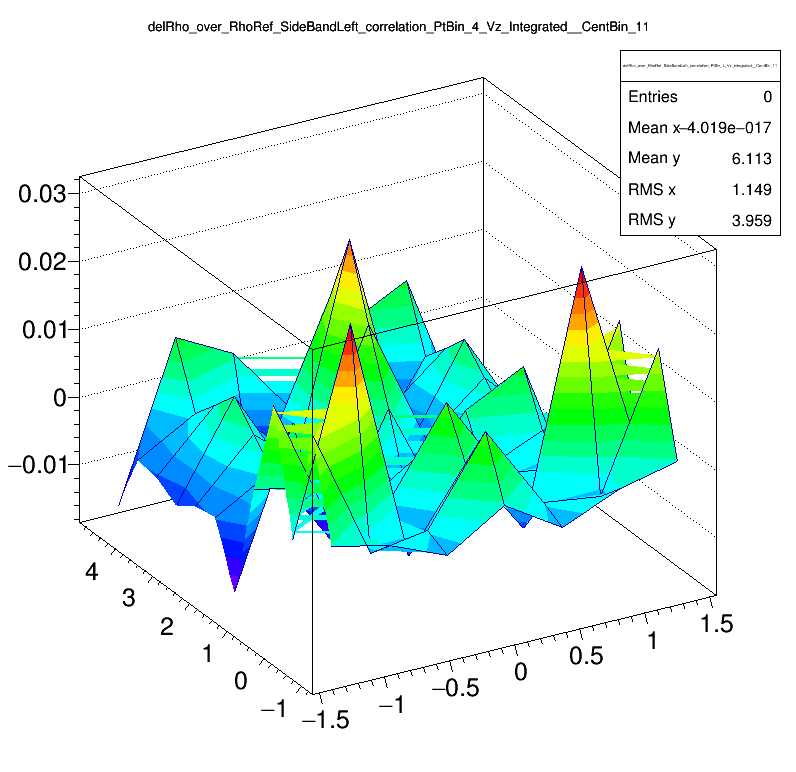 delRho_over_RhoRef_SideBandLeft_correlation_PtBin_4_Vz_Integrated__CentBin_11
delRho_over_RhoRef_SideBandLeft_correlation_PtBin_4_Vz_Integrated__CentBin_11
Entries 0
Mean x −4.019e−017
Mean y 6.113
RMS x 1.149
RMS y 3.959
0.03
0.02
0.01
0
−0.01
4
3
2
1
0
−1
−1.5
−1
−0.5
0
0.5
1
1.5